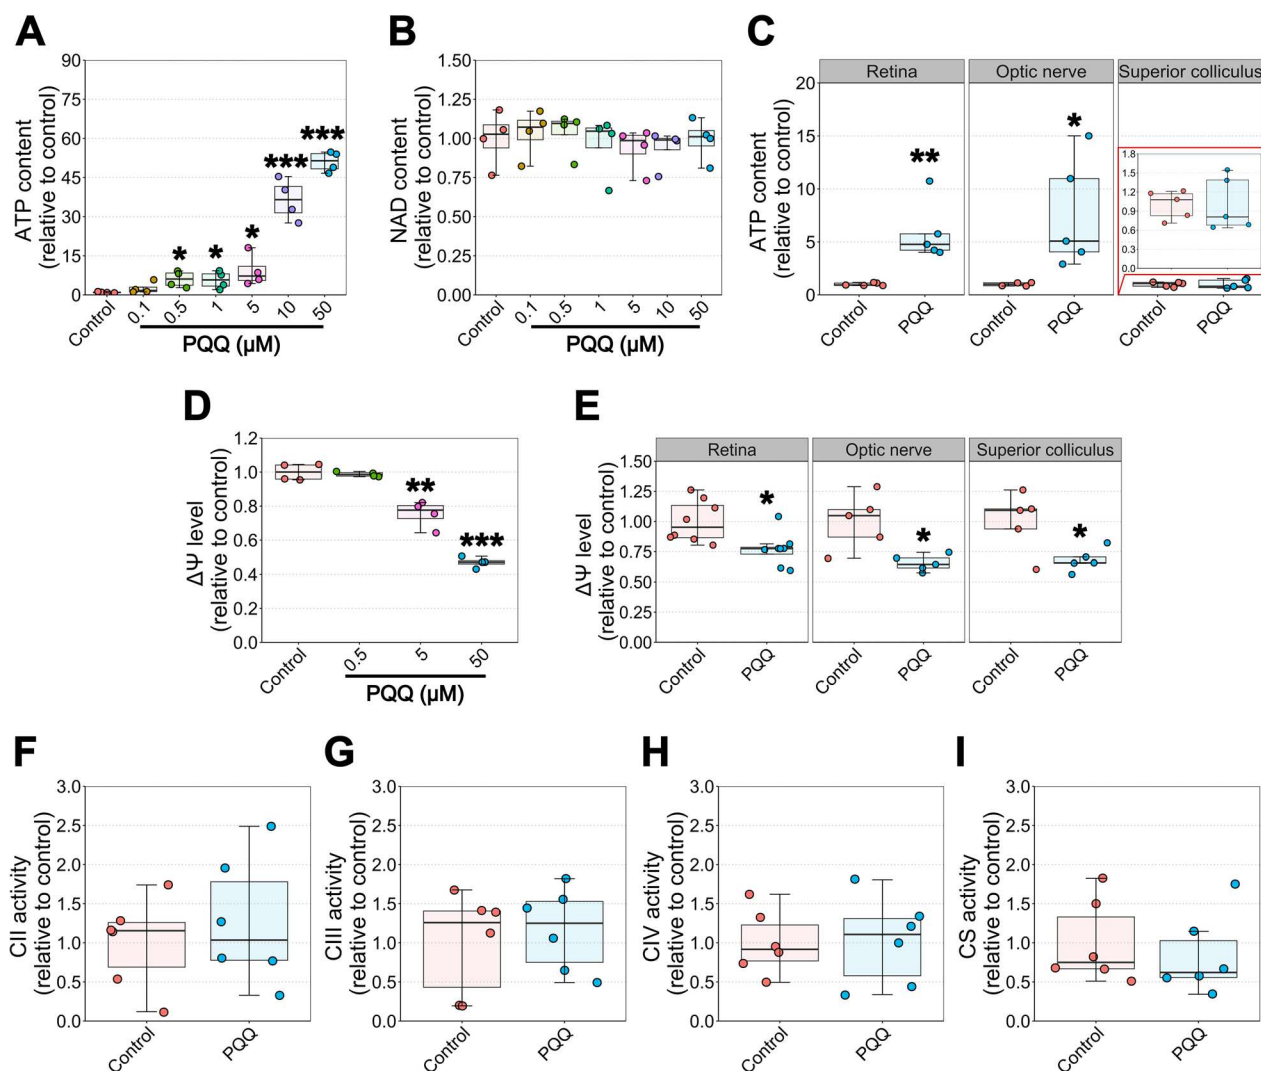 A
ATP content
(relative to control)
90
75
60
45
30
15
0
*
*
*
***
***
Control
0.1
0.5
1
5
10
50
PQQ (µM)
B
NAD content
(relative to control)
1.50
1.25
1.00
0.75
0.50
0.25
0.00
Control
0.1
0.5
1
5
10
50
PQQ (µM)
C
ATP content
(relative to control)
20
15
10
5
0
Retina
Optic nerve
Superior colliculus
**
*
1.8
1.5
1.2
0.9
0.6
0.3
0.0
Control
PQQ
Control
PQQ
Control
PQQ
D
ΔΨ level
(relative to control)
1.2
1.0
0.8
0.6
0.4
0.2
0.0
**
***
Control
0.5
5
50
PQQ (µM)
E
ΔΨ level
(relative to control)
1.50
1.25
1.00
0.75
0.50
0.25
0.00
Retina
Optic nerve
Superior colliculus
*
*
*
Control
PQQ
Control
PQQ
Control
PQQ
F
CII activity
(relative to control)
3.0
2.5
2.0
1.5
1.0
0.5
0.0
Control
PQQ
G
CIII activity
(relative to control)
3.0
2.5
2.0
1.5
1.0
0.5
0.0
Control
PQQ
H
CIV activity
(relative to control)
3.0
2.5
2.0
1.5
1.0
0.5
0.0
Control
PQQ
I
CS activity
(relative to control)
3.0
2.5
2.0
1.5
1.0
0.5
0.0
Control
PQQ